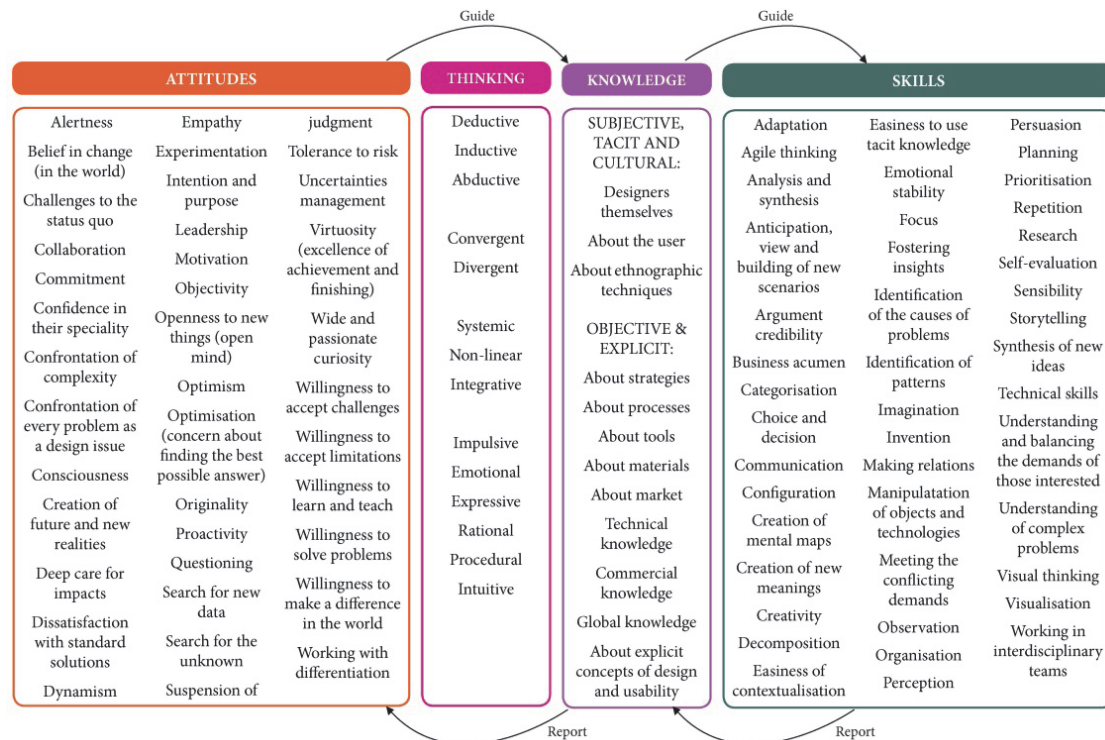 Guide
Guide
ATTITUDES
Alertness
Belief in change
(in the world)
Challenges to the
status quo
Collaboration
Commitment
Confidence in
their speciality
Confrontation of
complexity
Confrontation of
every problem as
a design issue
Consciousness
Creation of
future and new
realities
Deep care for
impacts
Dissatisfaction
with standard
solutions
Dynamism
Empathy
Experimentation
Intention and
purpose
Leadership
Motivation
Objectivity
Openness to new
things (open
mind)
Optimism
Optimisation
(concern about
finding the best
possible answer)
Originality
Proactivity
Questioning
Search for new
data
Search for the
unknown
Suspension of
judgment
Tolerance to risk
Uncertainties
management
Virtuosity
(excellence of
achievement and
finishing)
Wide and
passionate
curiosity
Willingness to
accept challenges
Willingness to
accept limitations
Willingness to
learn and teach
Willingness to
solve problems
Willingness to
make a difference
in the world
Working with
differentiation
THINKING
Deductive
Inductive
Abductive
Convergent
Divergent
Systemic
Non-linear
Integrative
Impulsive
Emotional
Expressive
Rational
Procedural
Intuitive
KNOWLEDGE
SUBJECTIVE,
TACIT AND
CULTURAL:
Designers
themselves
About the user
About ethnographic
techniques
OBJECTIVE &
EXPLICIT:
About strategies
About processes
About tools
About materials
About market
Technical
knowledge
Commercial
knowledge
Global knowledge
About explicit
concepts of design
and usability
SKILLS
Adaptation
Agile thinking
Analysis and
synthesis
Anticipation,
view and
building of new
scenarios
Argument
credibility
Business acumen
Categorisation
Choice and
decision
Communication
Configuration
Creation of
mental maps
Creation of new
meanings
Creativity
Decomposition
Easiness of
contextualisation
Easiness to use
tacit knowledge
Emotional
stability
Focus
Fostering
insights
Identification
of the causes of
problems
Identification of
patterns
Imagination
Invention
Making relations
Manipulatation
of objects and
technologies
Meeting the
conflicting
demands
Observation
Organisation
Perception
Persuasion
Planning
Prioritisation
Repetition
Research
Self-evaluation
Sensibility
Storytelling
Synthesis of new
ideas
Technical skills
Understanding
and balancing
the demands of
those interested
Understanding
of complex
problems
Visual thinking
Visualisation
Working in
interdisciplinary
teams
Report
Report